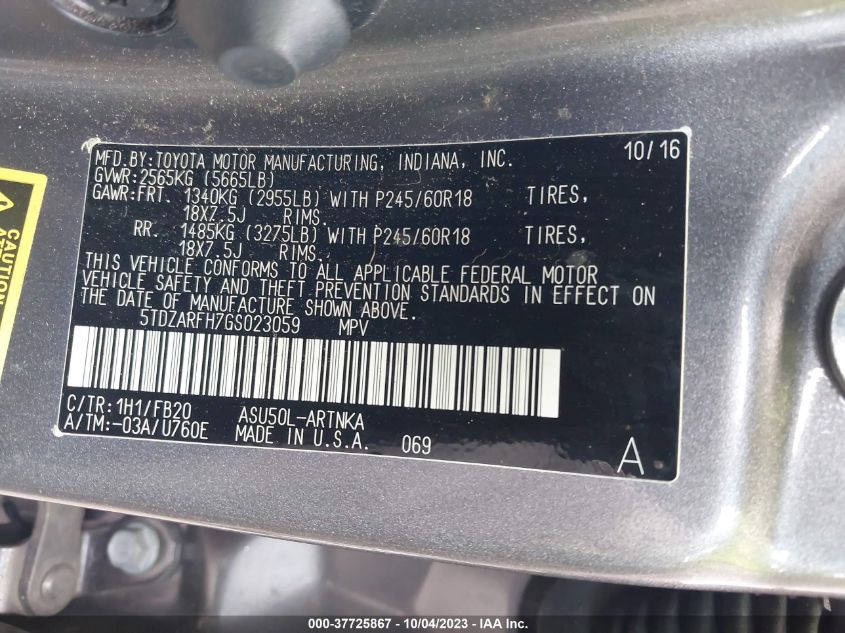 MFD.BY:TOYOTA MOTOR MANUFACTURING, INDIANA, INC. 10/16
GVWR:2565KG (5665LB)
GAWR:FRT. 1340KG (2955LB) WITH P245/60R18 TIRES,
18X7.5J RIMS.
RR. 1485KG (3275LB) WITH P245/60R18 TIRES,
18X7.5J RIMS.
THIS VEHICLE CONFORMS TO ALL APPLICABLE FEDERAL MOTOR
VEHICLE SAFETY AND THEFT PREVENTION STANDARDS IN EFFECT ON
THE DATE OF MANUFACTURE SHOWN ABOVE.
5TDZARFH7GS023059 MPV
C/TR:1H1/FB20 ASU50L-ARTNKA
A/TM:-03A/U760E MADE IN U.S.A. 069
A
CAUTION
000-37725867 - 10/04/2023 - IAA Inc.